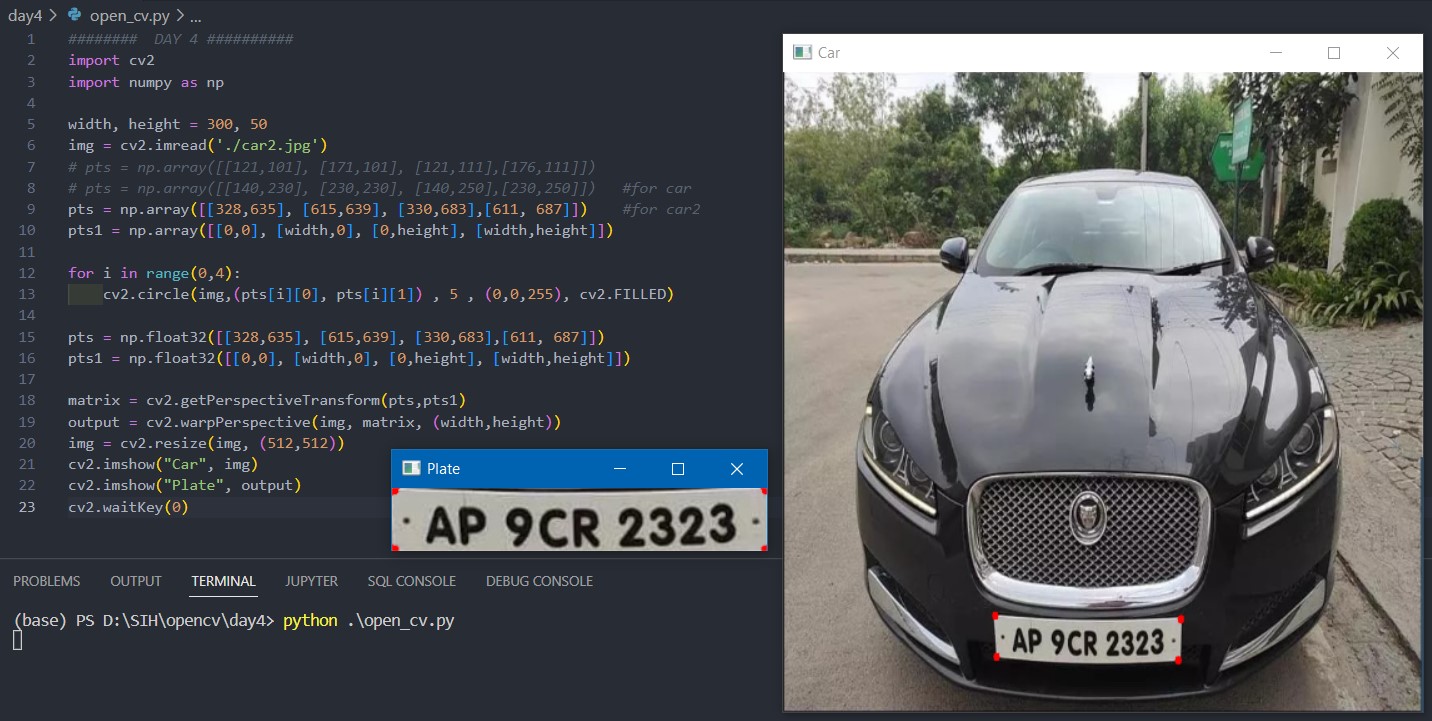 day4 > open_cv.py > ...
1 ######## DAY 4 ##########
2 import cv2
3 import numpy as np
4
5 width, height = 300, 50
6 img = cv2.imread('./car2.jpg')
7 # pts = np.array([[121,101], [171,101], [121,111],[176,111]])
8 # pts = np.array([[140,230], [230,230], [140,250],[230,250]]) #for car
9 pts = np.array([[328,635], [615,639], [330,683],[611, 687]]) #for car2
10 pts1 = np.array([[0,0], [width,0], [0,height], [width,height]])
11
12 for i in range(0,4):
13 cv2.circle(img,(pts[i][0], pts[i][1]) , 5 , (0,0,255), cv2.FILLED)
14
15 pts = np.float32([[328,635], [615,639], [330,683],[611, 687]])
16 pts1 = np.float32([[0,0], [width,0], [0,height], [width,height]])
17
18 matrix = cv2.getPerspectiveTransform(pts,pts1)
19 output = cv2.warpPerspective(img, matrix, (width,height))
20 img = cv2.resize(img, (512,512))
21 cv2.imshow("Car", img)
22 cv2.imshow("Plate", output)
23 cv2.waitKey(0)
Plate
AP 9CR 2323
PROBLEMS OUTPUT TERMINAL JUPYTER SQL CONSOLE DEBUG CONSOLE
(base) PS D:\SIH\opencv\day4> python .\open_cv.py
Car
AP 9CR 2323